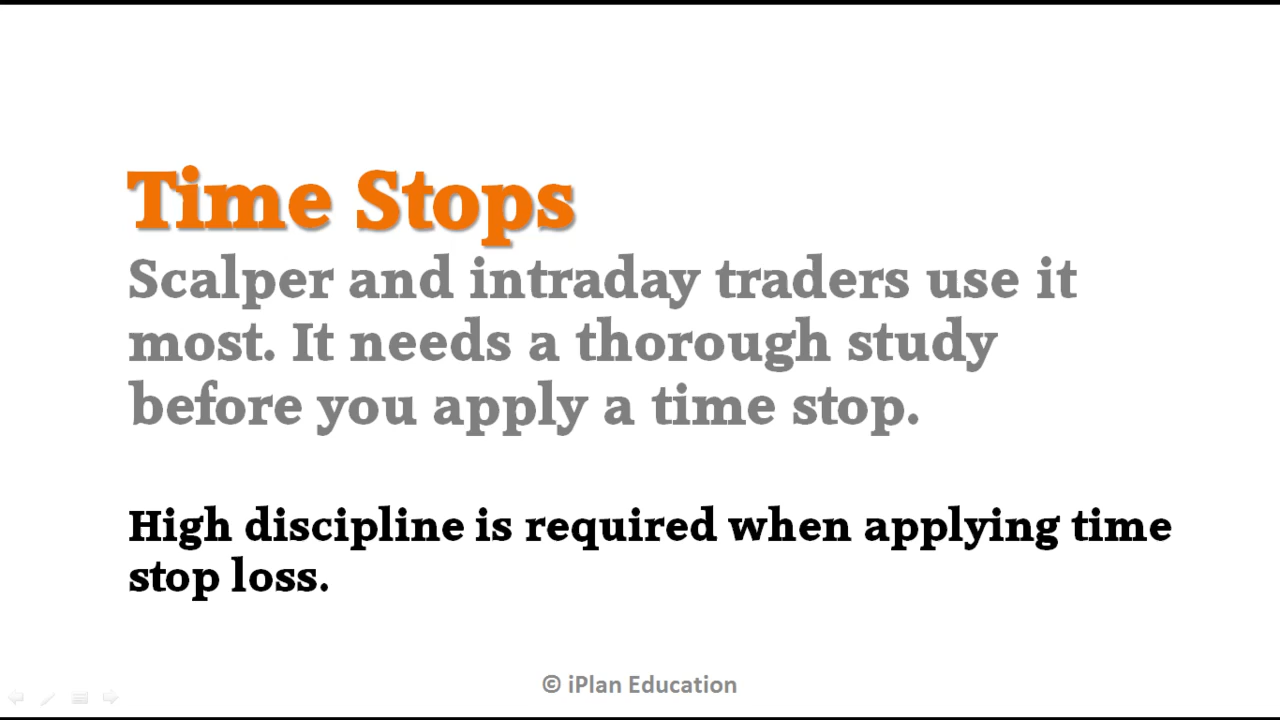 Time Stops
Scalper and intraday traders use it
most. It needs a thorough study
before you apply a time stop.
High discipline is required when applying time
stop loss.
© iPlan Education